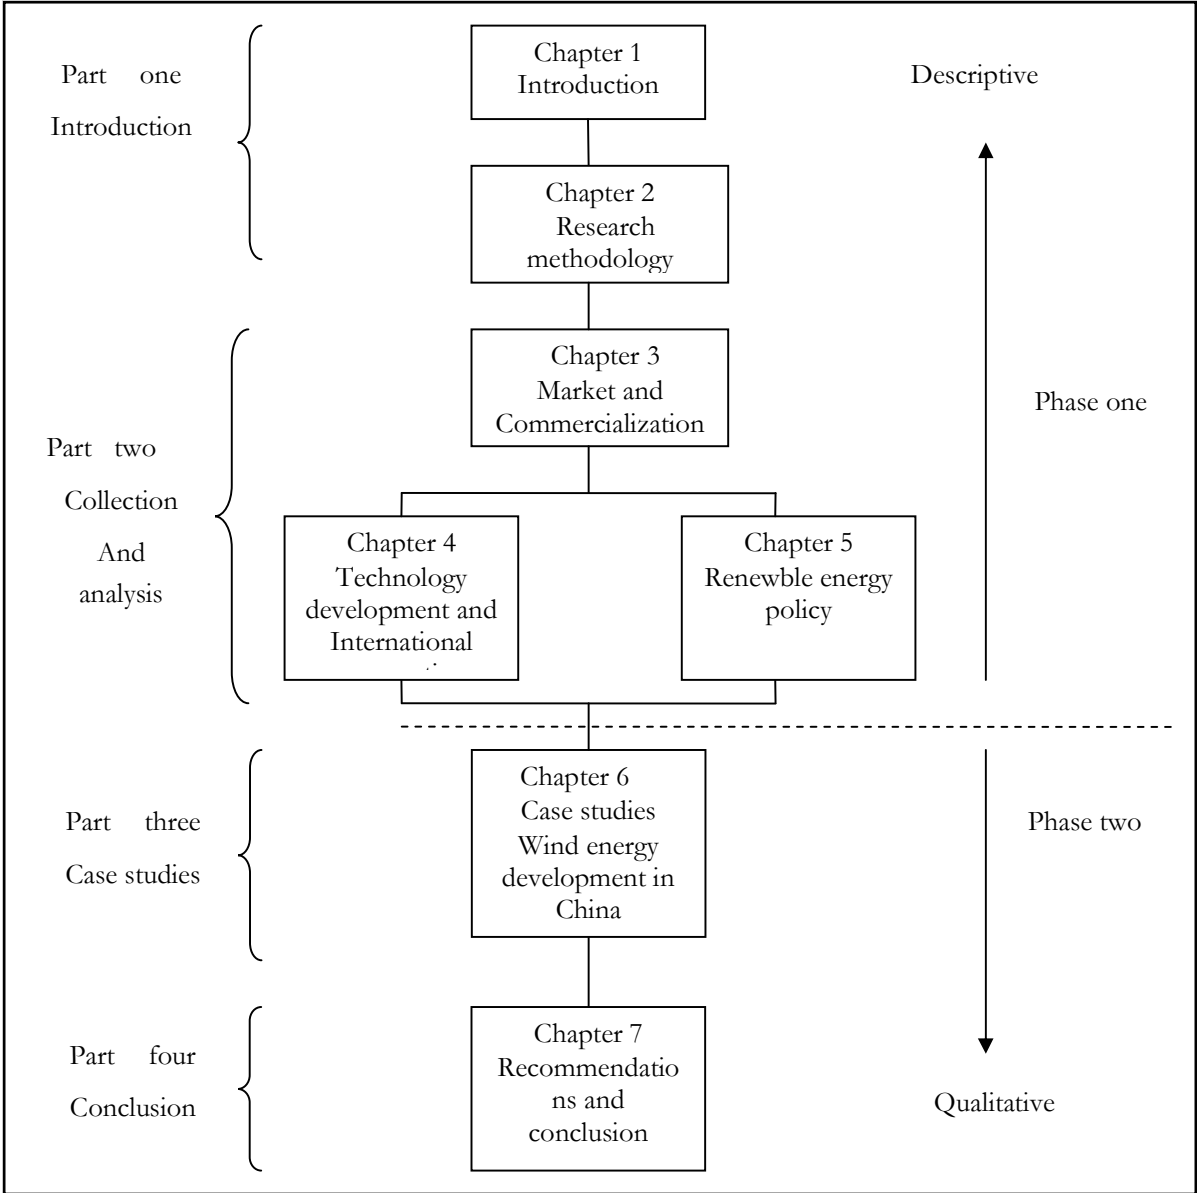 Part one
Introduction
Chapter 1
Introduction
Descriptive
Chapter 2
Research
methodology
Part two
Collection
And
analysis
Chapter 3
Market and
Commercialization
Phase one
Chapter 4
Technology
development and
International
Chapter 5
Renewble energy
policy
Part three
Case studies
Chapter 6
Case studies
Wind energy
development in
China
Phase two
Part four
Conclusion
Chapter 7
Recommendatio
ns and
conclusion
Qualitative